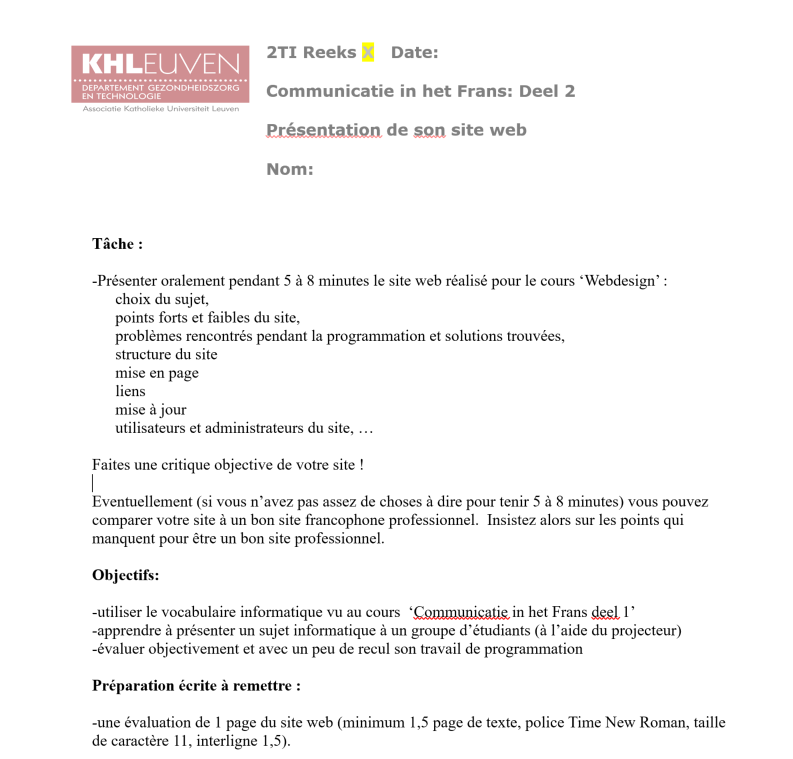 KHLEUVEN
DEPARTEMENT GEZONDHEIDSZORG
EN TECHNOLOGIE
Associatie Katholieke Universiteit Leuven
2TI Reeks X Date:
Communicatie in het Frans: Deel 2
Présentation de son site web
Nom:
Tâche :
-Présenter oralement pendant 5 à 8 minutes le site web réalisé pour le cours ‘Webdesign’ :
choix du sujet,
points forts et faibles du site,
problèmes rencontrés pendant la programmation et solutions trouvées,
structure du site
mise en page
liens
mise à jour
utilisateurs et administrateurs du site, …
Faites une critique objective de votre site !
Eventuellement (si vous n’avez pas assez de choses à dire pour tenir 5 à 8 minutes) vous pouvez
comparer votre site à un bon site francophone professionnel. Insistez alors sur les points qui
manquent pour être un bon site professionnel.
Objectifs:
-utiliser le vocabulaire informatique vu au cours ‘Communicatie in het Frans deel 1’
-apprendre à présenter un sujet informatique à un groupe d’étudiants (à l’aide du projecteur)
-évaluer objectivement et avec un peu de recul son travail de programmation
Préparation écrite à remettre :
-une évaluation de 1 page du site web (minimum 1,5 page de texte, police Time New Roman, taille
de caractère 11, interligne 1,5).